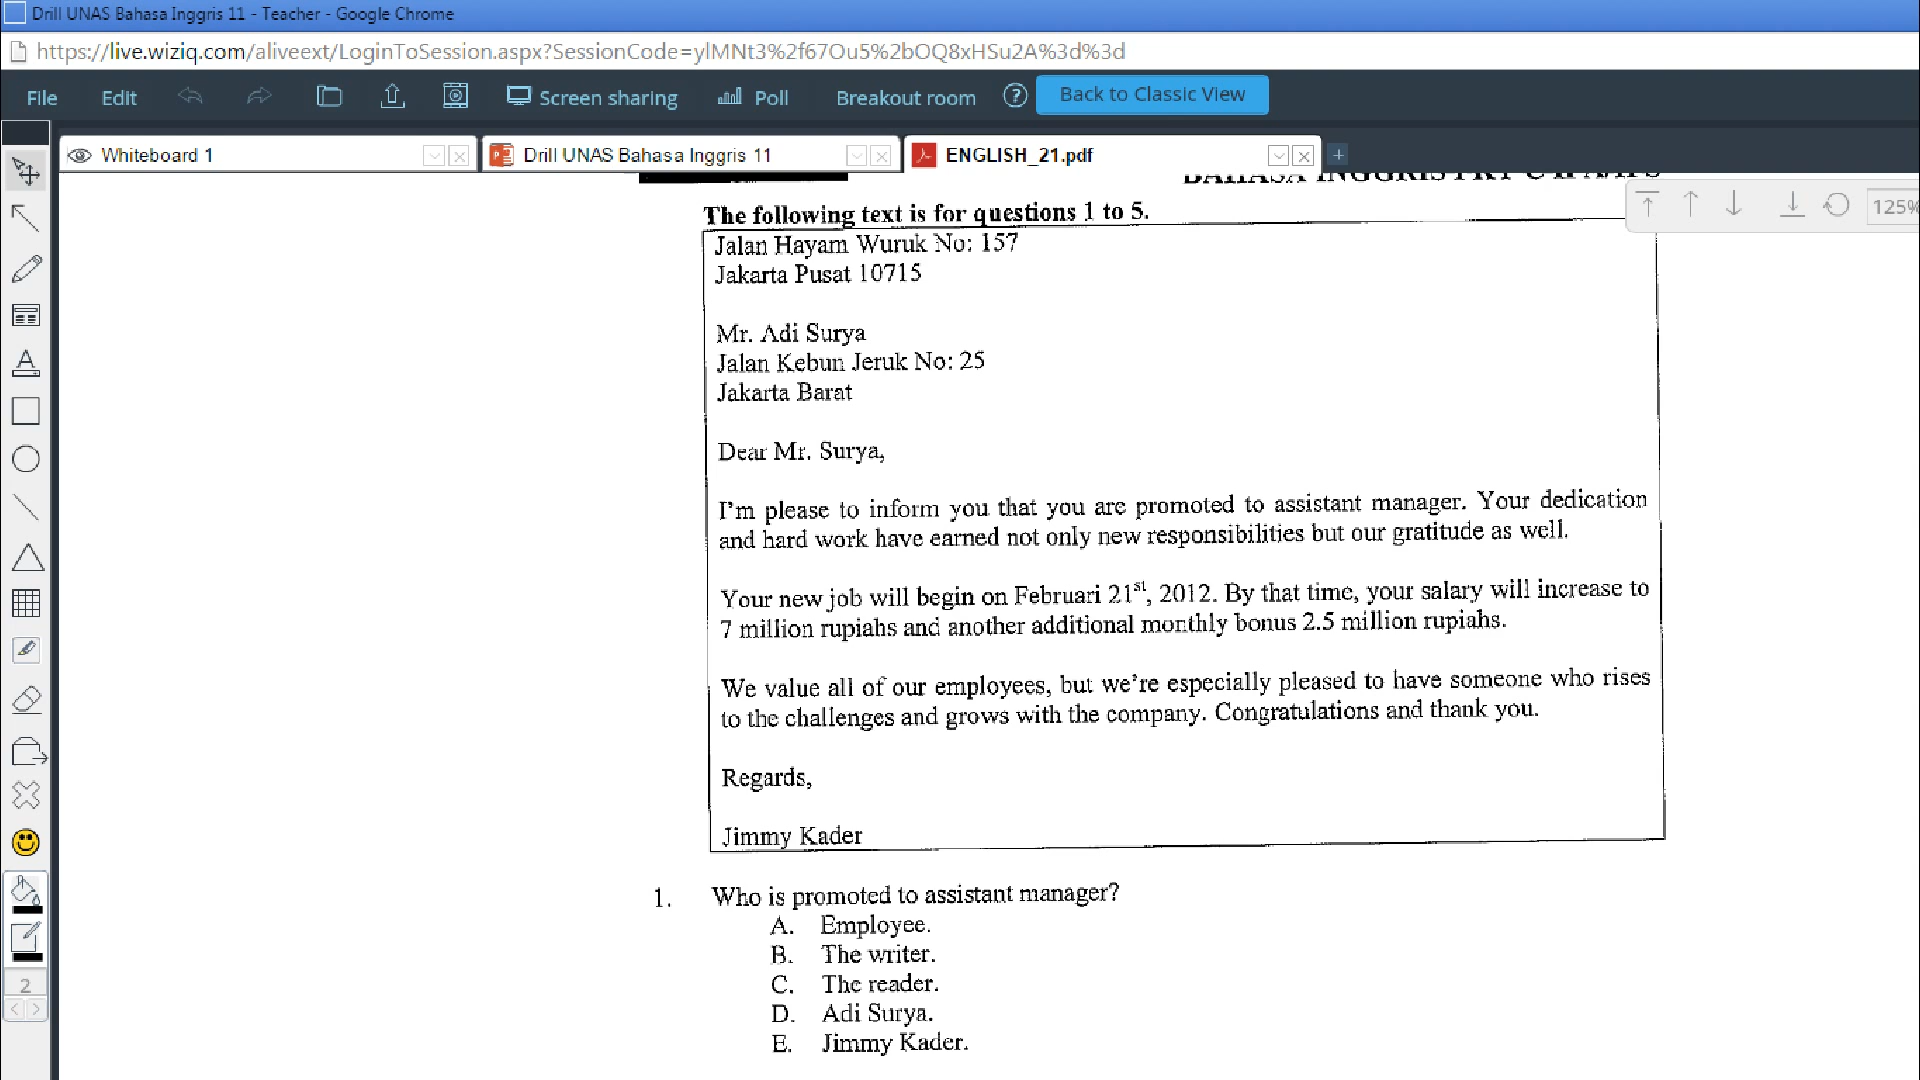 Drill UNAS Bahasa Inggris 11 - Teacher - Google Chrome
https://live.wiziq.com/aliveext/LoginToSession.aspx?SessionCode=ylMNt3%2f67Ou5%2bOQ8xHSu2A%3d%3d
File Edit Screen sharing Poll Breakout room ? Back to Classic View
Whiteboard 1 Drill UNAS Bahasa Inggris 11 ENGLISH_21.pdf +
125%
The following text is for questions 1 to 5.
Jalan Hayam Wuruk No: 157
Jakarta Pusat 10715
Mr. Adi Surya
Jalan Kebun Jeruk No: 25
Jakarta Barat
Dear Mr. Surya,
I'm please to inform you that you are promoted to assistant manager. Your dedication
and hard work have earned not only new responsibilities but our gratitude as well.
Your new job will begin on Februari 21st, 2012. By that time, your salary will increase to
7 million rupiahs and another additional monthly bonus 2.5 million rupiahs.
We value all of our employees, but we're especially pleased to have someone who rises
to the challenges and grows with the company. Congratulations and thank you.
Regards,
Jimmy Kader
1. Who is promoted to assistant manager?
A. Employee.
B. The writer.
C. The reader.
D. Adi Surya.
E. Jimmy Kader.
2